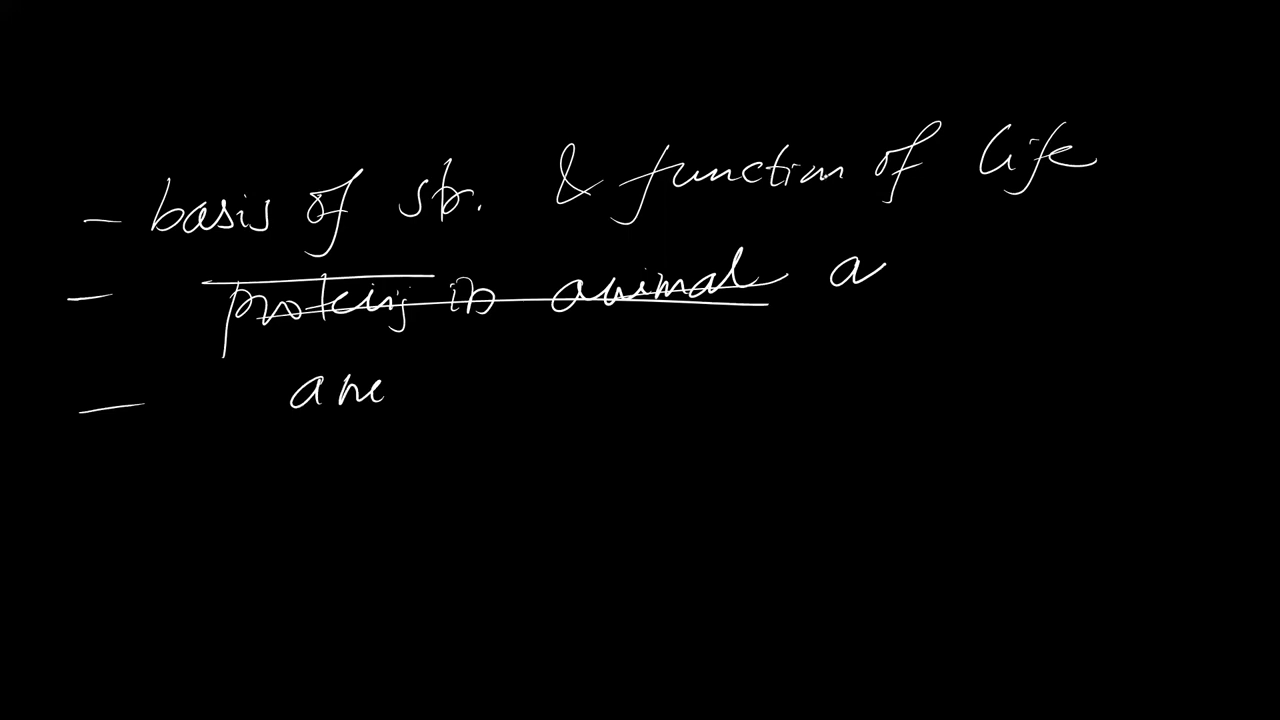 - basis of str. & function of life
- proteins in animal a
- are